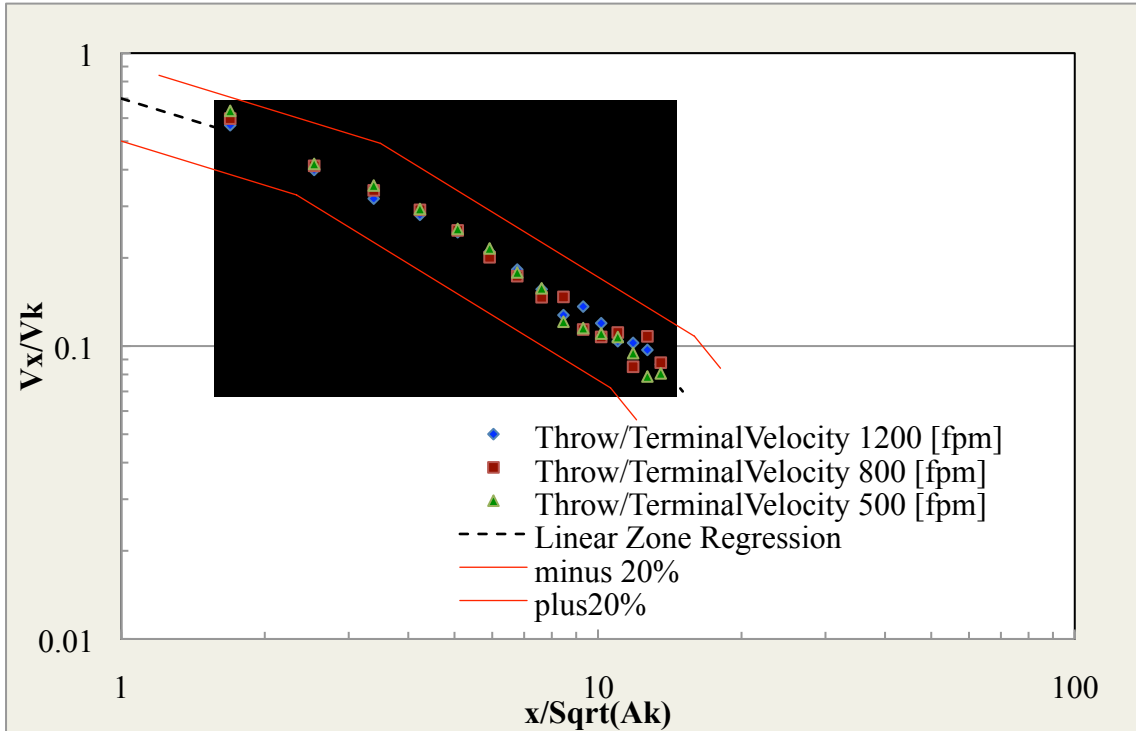 1
Vx/Vk
0.1
Throw/TerminalVelocity 1200 [fpm]
Throw/TerminalVelocity 800 [fpm]
Throw/TerminalVelocity 500 [fpm]
Linear Zone Regression
minus 20%
plus20%
0.01
1 10 100
x/Sqrt(Ak)